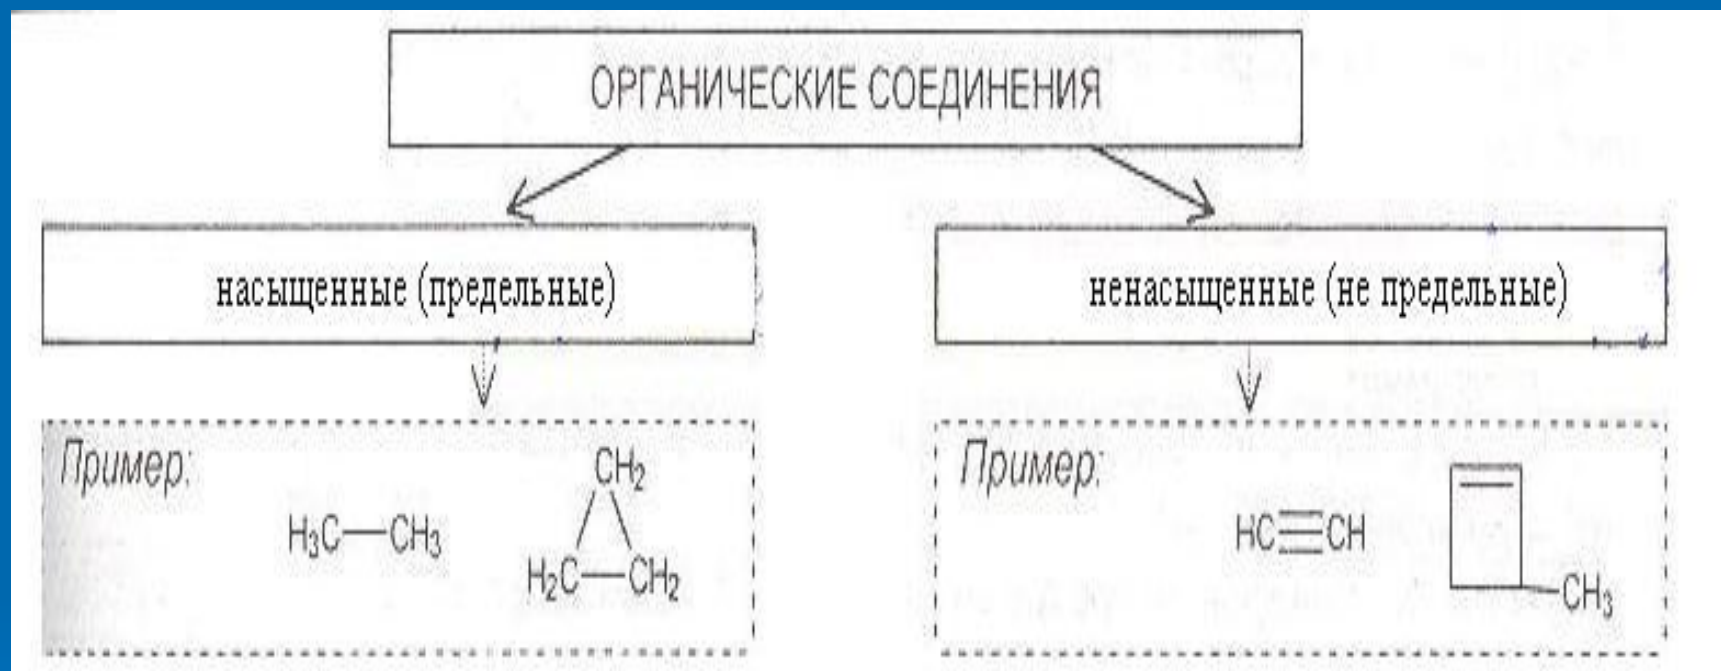 ОРГАНИЧЕСКИЕ СОЕДИНЕНИЯ
насыщенные (предельные)
ненасыщенные (не предельные)
Пример:
CH₂
H₃C—CH₃
H₂C—CH₂
Пример:
HC≡CH
CH₃